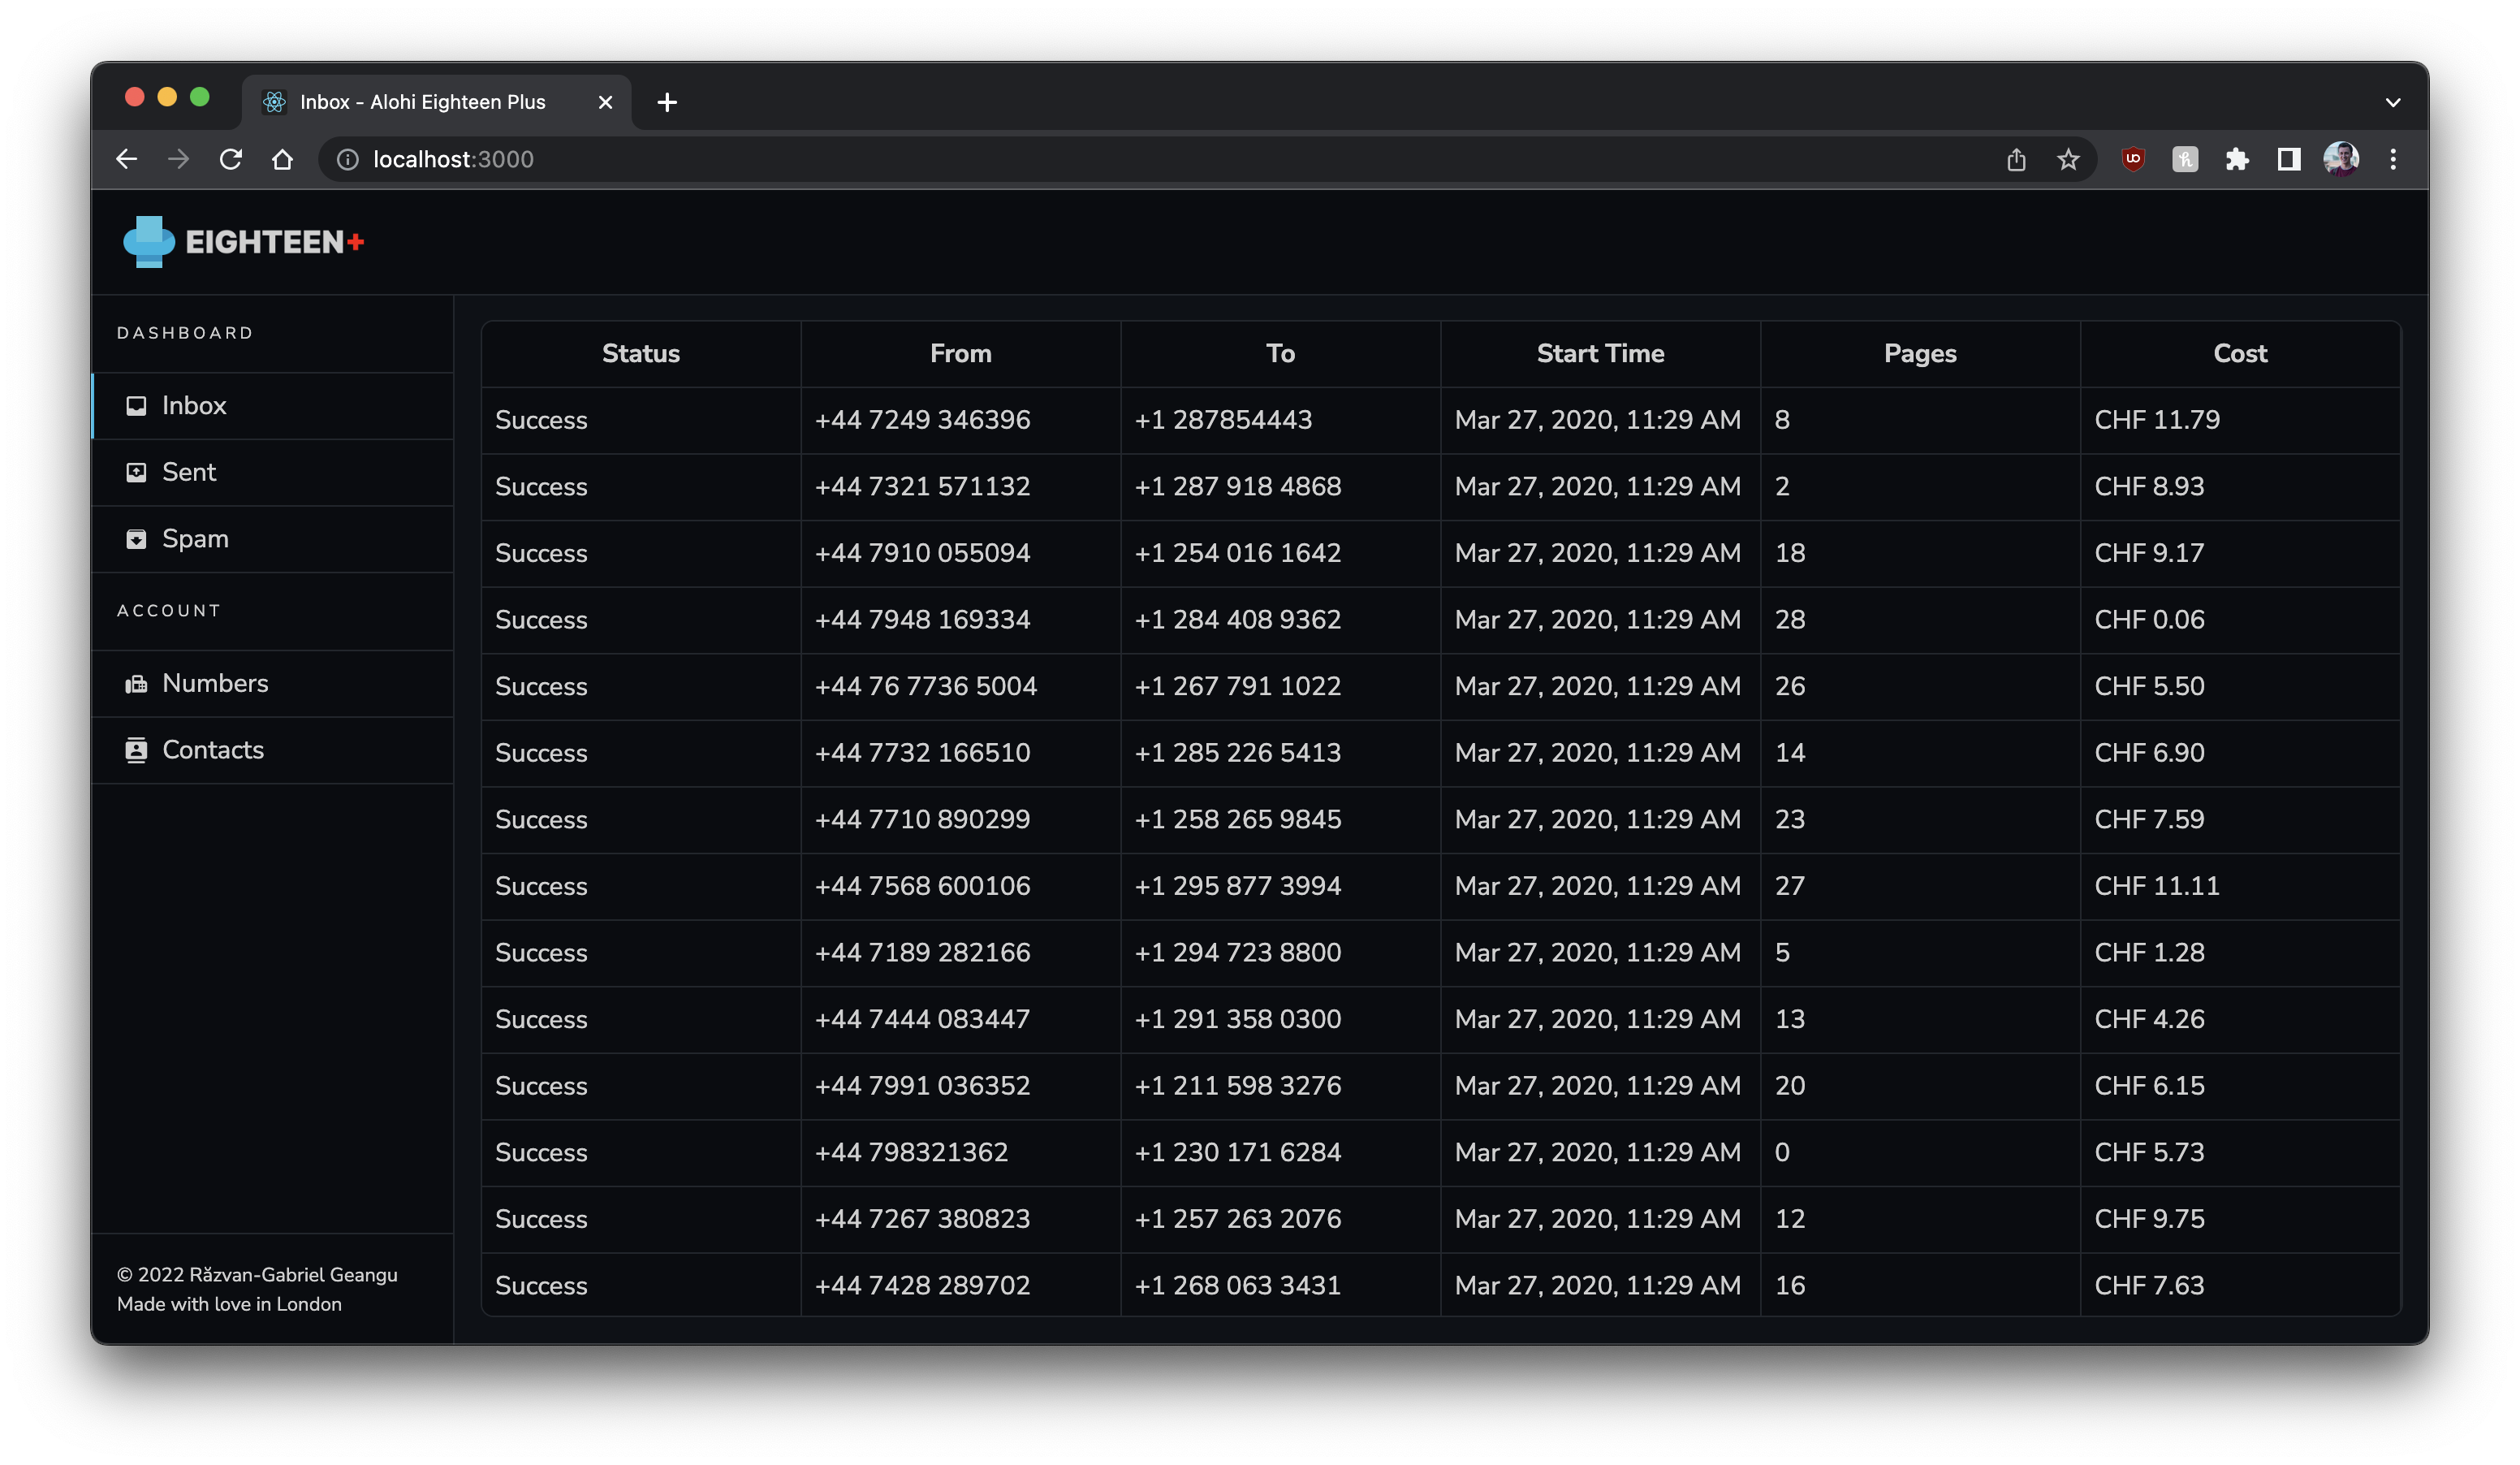 Inbox - Alohi Eighteen Plus
localhost:3000
EIGHTEEN+
DASHBOARD
Inbox
Sent
Spam
ACCOUNT
Numbers
Contacts
© 2022 Răzvan-Gabriel Geangu
Made with love in London
Status From To Start Time Pages Cost
Success +44 7249 346396 +1 287854443 Mar 27, 2020, 11:29 AM 8 CHF 11.79
Success +44 7321 571132 +1 287 918 4868 Mar 27, 2020, 11:29 AM 2 CHF 8.93
Success +44 7910 055094 +1 254 016 1642 Mar 27, 2020, 11:29 AM 18 CHF 9.17
Success +44 7948 169334 +1 284 408 9362 Mar 27, 2020, 11:29 AM 28 CHF 0.06
Success +44 76 7736 5004 +1 267 791 1022 Mar 27, 2020, 11:29 AM 26 CHF 5.50
Success +44 7732 166510 +1 285 226 5413 Mar 27, 2020, 11:29 AM 14 CHF 6.90
Success +44 7710 890299 +1 258 265 9845 Mar 27, 2020, 11:29 AM 23 CHF 7.59
Success +44 7568 600106 +1 295 877 3994 Mar 27, 2020, 11:29 AM 27 CHF 11.11
Success +44 7189 282166 +1 294 723 8800 Mar 27, 2020, 11:29 AM 5 CHF 1.28
Success +44 7444 083447 +1 291 358 0300 Mar 27, 2020, 11:29 AM 13 CHF 4.26
Success +44 7991 036352 +1 211 598 3276 Mar 27, 2020, 11:29 AM 20 CHF 6.15
Success +44 798321362 +1 230 171 6284 Mar 27, 2020, 11:29 AM 0 CHF 5.73
Success +44 7267 380823 +1 257 263 2076 Mar 27, 2020, 11:29 AM 12 CHF 9.75
Success +44 7428 289702 +1 268 063 3431 Mar 27, 2020, 11:29 AM 16 CHF 7.63